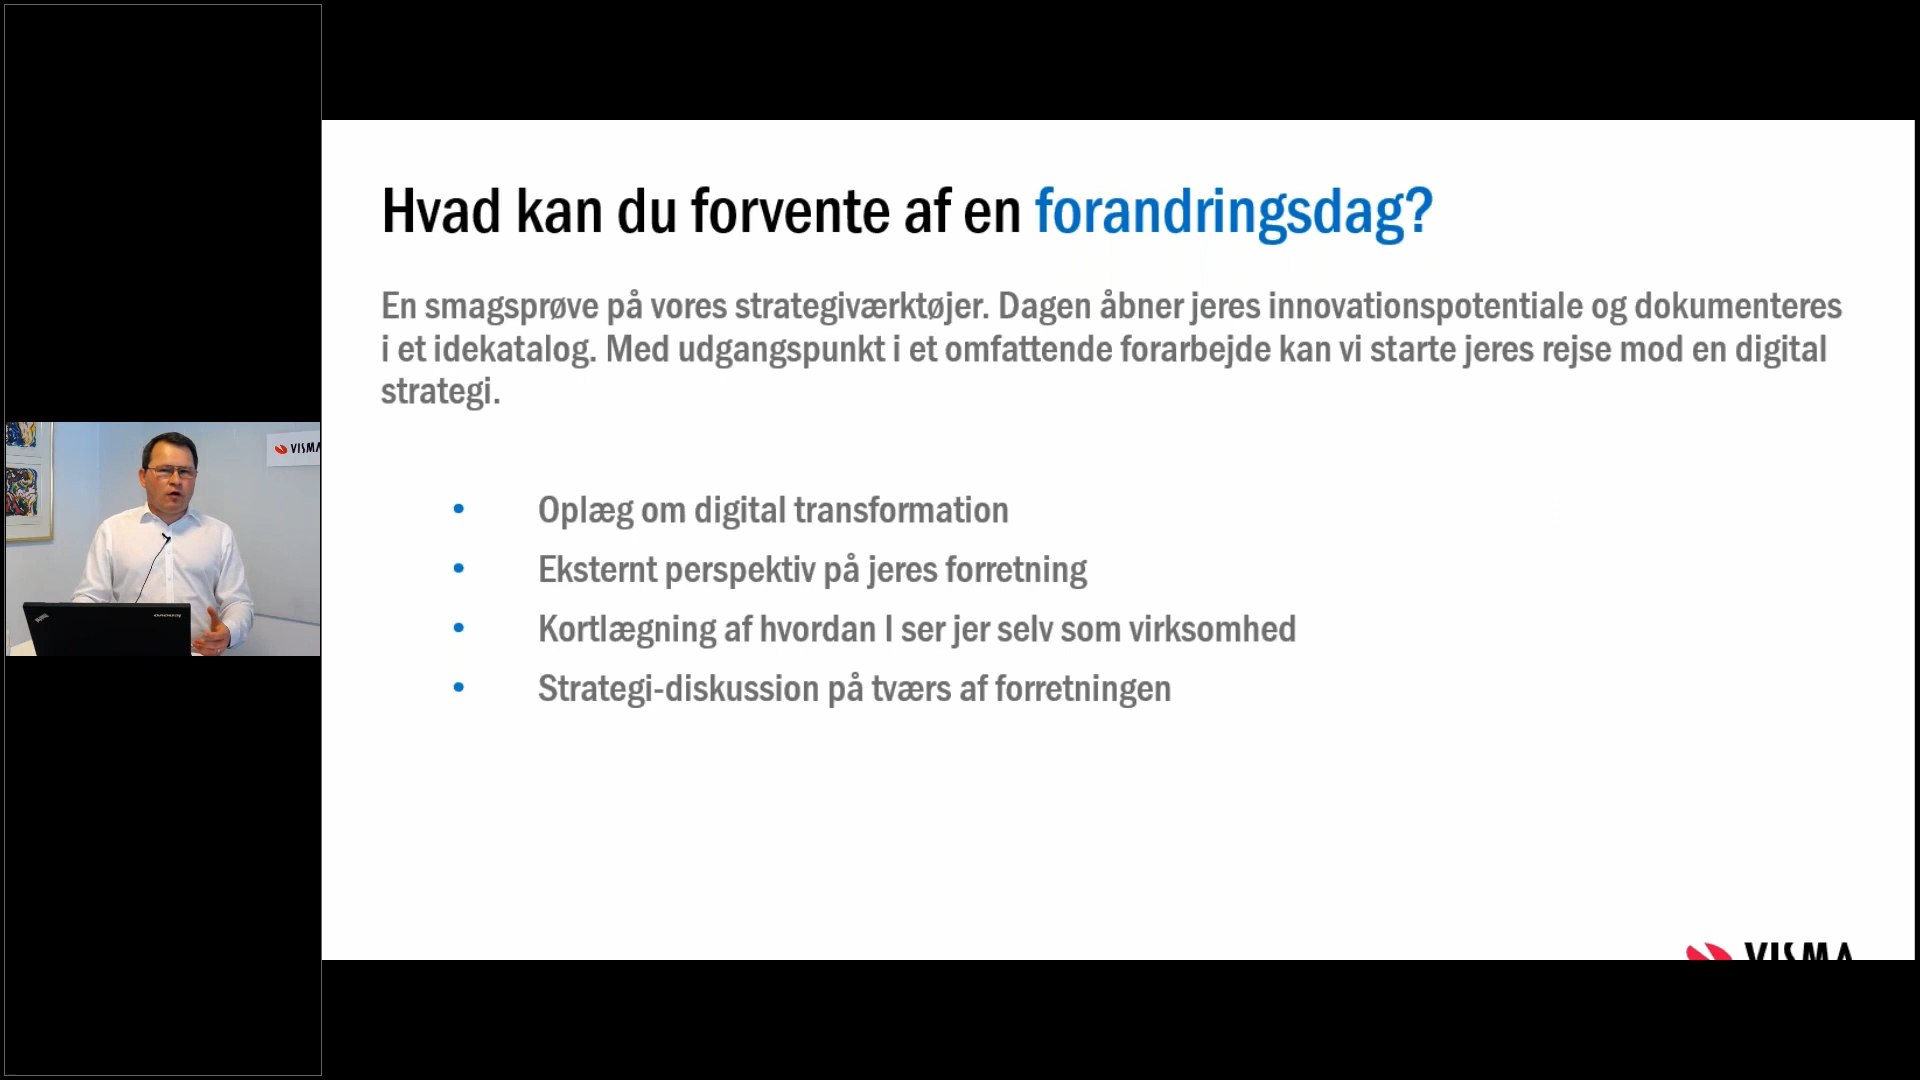 Hvad kan du forvente af en forandringsdag?
En smagsprøve på vores strategiværktøjer. Dagen åbner jeres innovationspotentiale og dokumenteres
i et idekatalog. Med udgangspunkt i et omfattende forarbejde kan vi starte jeres rejse mod en digital
strategi.
• Oplæg om digital transformation
• Eksternt perspektiv på jeres forretning
• Kortlægning af hvordan I ser jer selv som virksomhed
• Strategi-diskussion på tværs af forretningen
VISMA
VISMA
lenovo